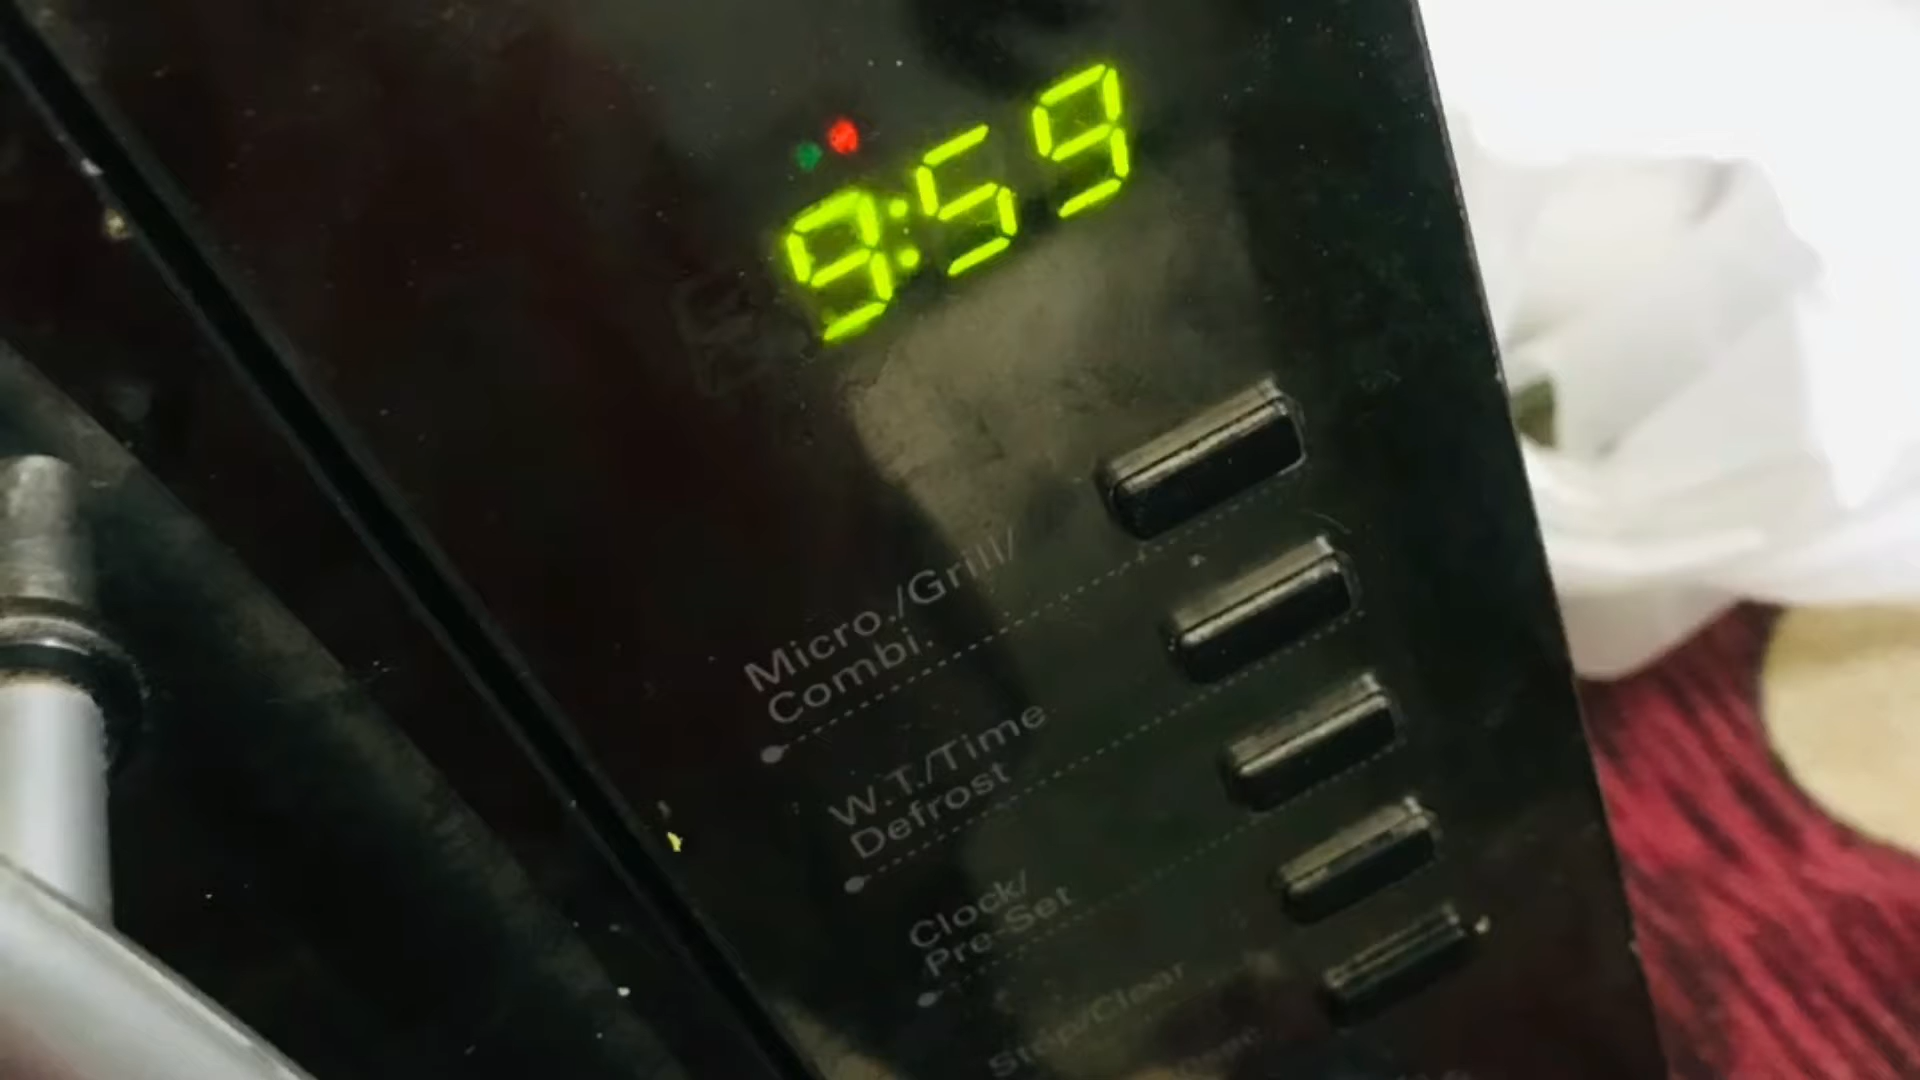 9:59
Micro./Grill/
Combi.
W.T./Time
Defrost
Clock/
Pre-Set
Stop/Clear